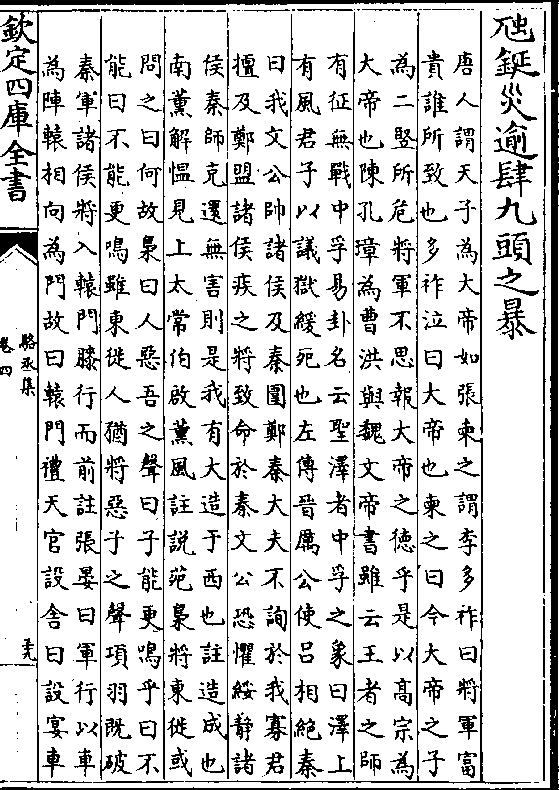 虺鋋災逾肆九頭之暴
唐人謂天子為大帝如張柬之謂李多祚曰將軍富
貴誰所致也多祚泣曰大帝也柬之曰今大帝之子
為二豎所危將軍不思報大帝之德乎是以高宗為
大帝也陳孔璋為曹洪與魏文帝書雖云王者之師
有征無戰中孚易卦名云聖澤者中孚之象曰澤上
有風君子以議獄緩死也左傳晉厲公使呂相絶秦
曰我文公帥諸侯及秦圍鄭秦大夫不詢於我寡君
擅及鄭盟諸侯疾之將致命於秦文公恐懼綏靜諸
侯秦師克還無害則是我有大造于西也註造成也
南薫解慍見上太常伯啟薫風註說苑梟將東徙或
問之曰何故梟曰人惡吾之聲曰子能更鳴乎曰不
能曰不能更鳴雖東徙人猶將惡子之聲項羽既破
秦軍諸侯將入轅門膝行而前註張晏曰軍行以車
為陣轅相向為門故曰轅門禮天官設舎曰設宴車
欽定四庫全書
駱丞集
卷四